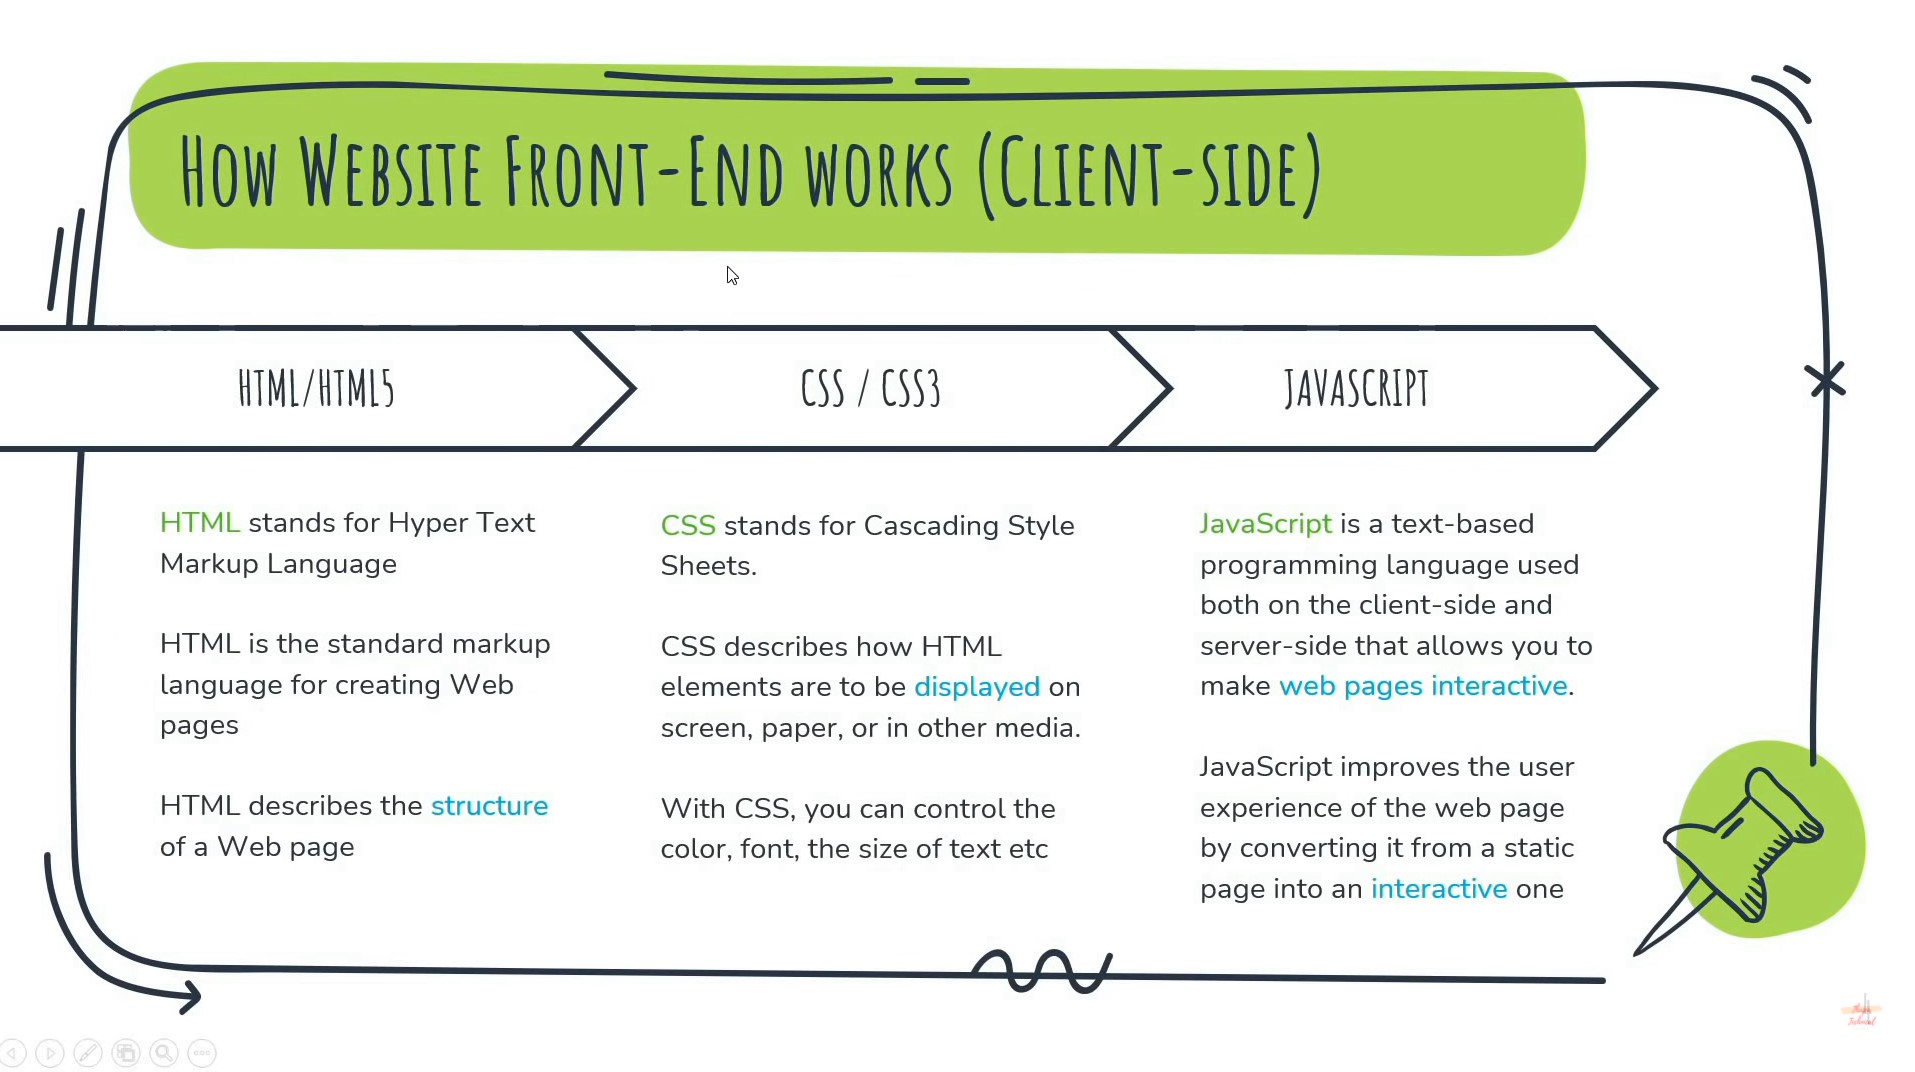 How Website Front-End works (Client-side)
HTML/HTML5
CSS / CSS3
JAVASCRIPT
HTML stands for Hyper Text
Markup Language
HTML is the standard markup
language for creating Web
pages
HTML describes the structure
of a Web page
CSS stands for Cascading Style
Sheets.
CSS describes how HTML
elements are to be displayed on
screen, paper, or in other media.
With CSS, you can control the
color, font, the size of text etc
JavaScript is a text-based
programming language used
both on the client-side and
server-side that allows you to
make web pages interactive.
JavaScript improves the user
experience of the web page
by converting it from a static
page into an interactive one